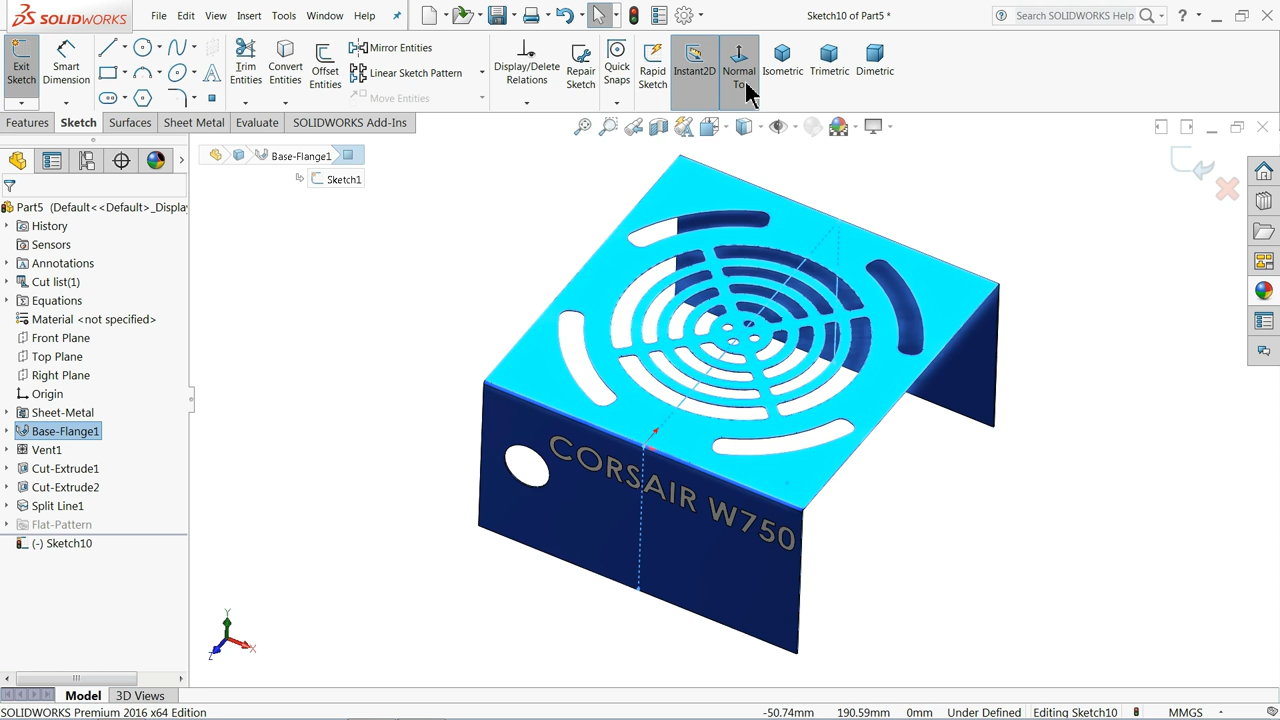 SOLIDWORKS File Edit View Insert Tools Window Help Sketch10 of Part5 * Search SOLIDWORKS Help
Exit Sketch
Smart Dimension
Trim Entities
Convert Entities
Offset Entities
Mirror Entities
Linear Sketch Pattern
Move Entities
Display/Delete Relations
Repair Sketch
Quick Snaps
Rapid Sketch
Instant2D
Normal To
Isometric
Trimetric
Dimetric
Features Sketch Surfaces Sheet Metal Evaluate SOLIDWORKS Add-Ins
Base-Flange1
Sketch1
Part5 (Default<<Default>_Displa
History
Sensors
Annotations
Cut list(1)
Equations
Material <not specified>
Front Plane
Top Plane
Right Plane
Origin
Sheet-Metal
Base-Flange1
Vent1
Cut-Extrude1
Cut-Extrude2
Split Line1
Flat-Pattern
(-) Sketch10
CORSAIR W750
Y
X
Z
Model 3D Views
SOLIDWORKS Premium 2016 x64 Edition -50.74mm 190.59mm 0mm Under Defined Editing Sketch10 MMGS